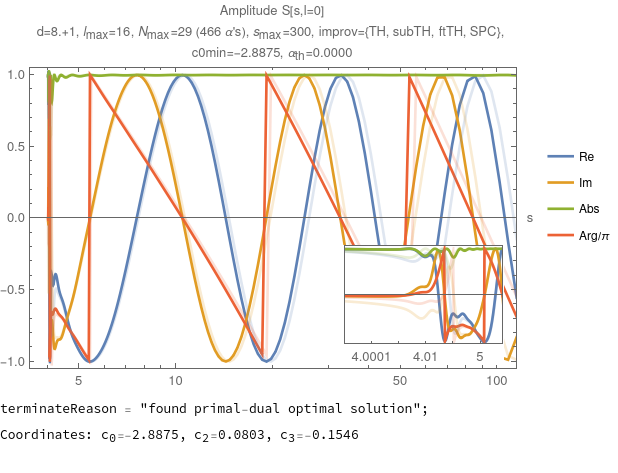 Amplitude S[s,l=0]
d=8.+1, lmax=16, Nmax=29 (466 α's), smax=300, improv={TH, subTH, ftTH, SPC},
c0min=−2.8875, αth=0.0000
1.0
0.5
0.0
−0.5
−1.0
5
10
50
100
s
Re
Im
Abs
Arg/π
4.0001
4.01
5
terminateReason = "found primal-dual optimal solution";
Coordinates: c0=-2.8875, c2=0.0803, c3=-0.1546